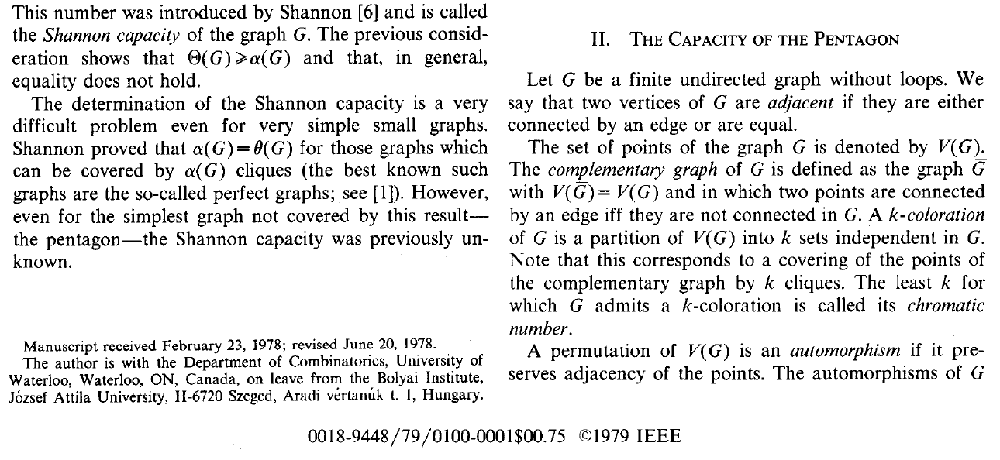 This number was introduced by Shannon [6] and is called
the Shannon capacity of the graph G. The previous consid-
eration shows that Θ(G)⩾α(G) and that, in general,
equality does not hold.
The determination of the Shannon capacity is a very
difficult problem even for very simple small graphs.
Shannon proved that α(G)=θ(G) for those graphs which
can be covered by α(G) cliques (the best known such
graphs are the so-called perfect graphs; see [1]). However,
even for the simplest graph not covered by this result—
the pentagon—the Shannon capacity was previously un-
known.
Manuscript received February 23, 1978; revised June 20, 1978.
The author is with the Department of Combinatorics, University of
Waterloo, Waterloo, ON, Canada, on leave from the Bolyai Institute,
József Attila University, H-6720 Szeged, Aradi vértanúk t. 1, Hungary.
II. THE CAPACITY OF THE PENTAGON
Let G be a finite undirected graph without loops. We
say that two vertices of G are adjacent if they are either
connected by an edge or are equal.
The set of points of the graph G is denoted by V(G).
The complementary graph of G is defined as the graph G̅
with V(G̅)= V(G) and in which two points are connected
by an edge iff they are not connected in G. A k-coloration
of G is a partition of V(G) into k sets independent in G.
Note that this corresponds to a covering of the points of
the complementary graph by k cliques. The least k for
which G admits a k-coloration is called its chromatic
number.
A permutation of V(G) is an automorphism if it pre-
serves adjacency of the points. The automorphisms of G
0018-9448/79/0100-0001$00.75 ©1979 IEEE